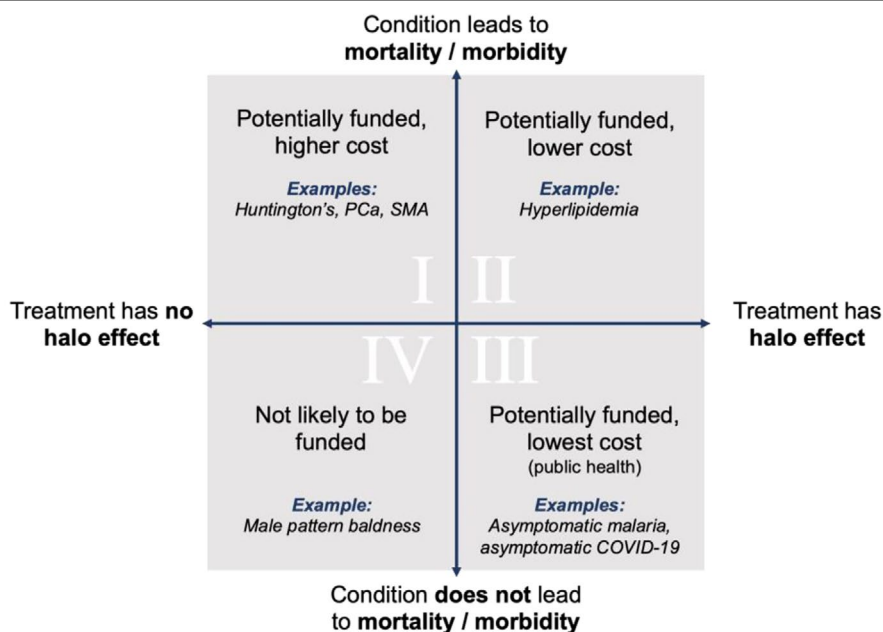 Condition leads to
mortality / morbidity
Potentially funded,
higher cost
Examples:
Huntington's, PCa, SMA
Potentially funded,
lower cost
Example:
Hyperlipidemia
I
II
Treatment has no
halo effect
Treatment has
halo effect
IV
III
Not likely to be
funded
Example:
Male pattern baldness
Potentially funded,
lowest cost
(public health)
Examples:
Asymptomatic malaria,
asymptomatic COVID-19
Condition does not lead
to mortality / morbidity